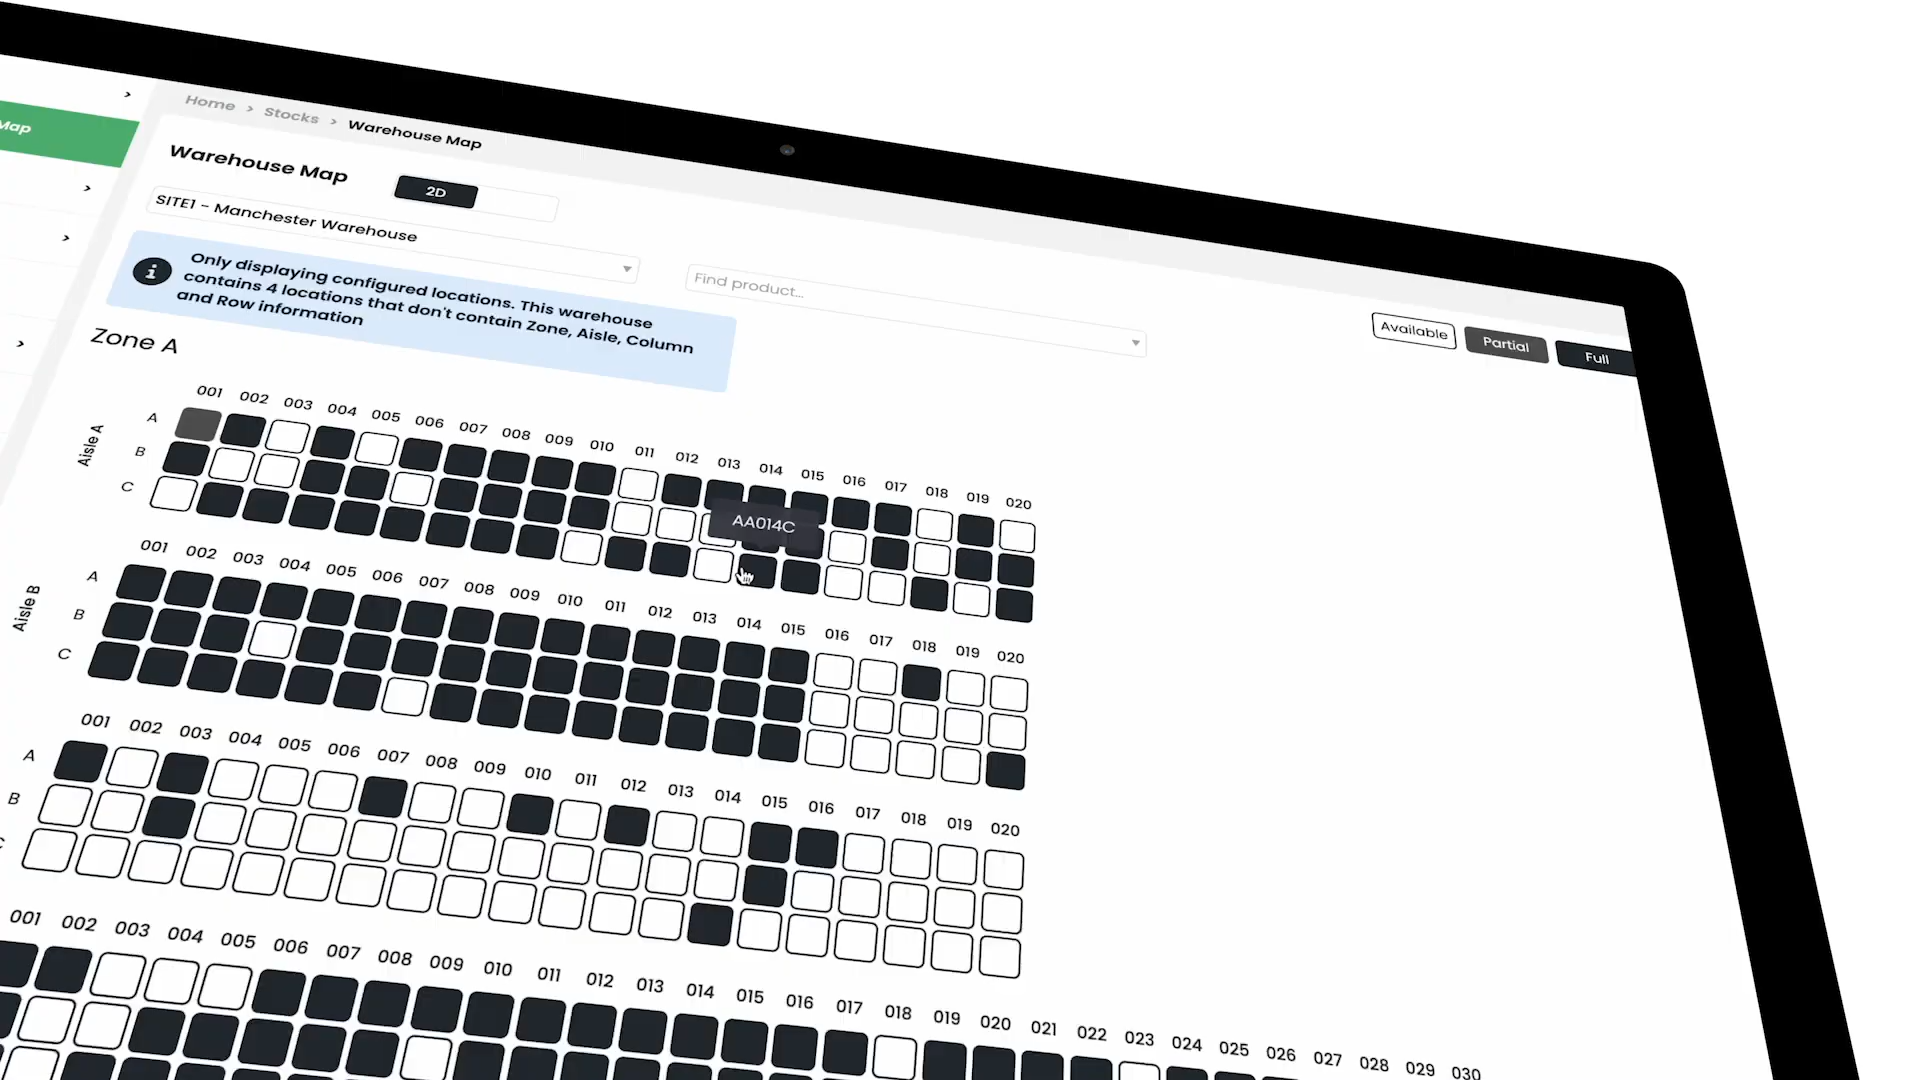 Home > Stocks > Warehouse Map
Map
Warehouse Map
2D
SITE1 - Manchester Warehouse
Find product...
Only displaying configured locations. This warehouse
contains 4 locations that don't contain Zone, Aisle, Column
and Row information
Available
Partial
Full
Zone A
Aisle A
001 002 003 004 005 006 007 008 009 010 011 012 013 014 015 016 017 018 019 020
A
B
C
AA014C
Aisle B
001 002 003 004 005 006 007 008 009 010 011 012 013 014 015 016 017 018 019 020
A
B
C
001 002 003 004 005 006 007 008 009 010 011 012 013 014 015 016 017 018 019 020
A
B
001 002 003 004 005 006 007 008 009 010 011 012 013 014 015 016 017 018 019 020 021 022 023 024 025 026 027 028 029 030